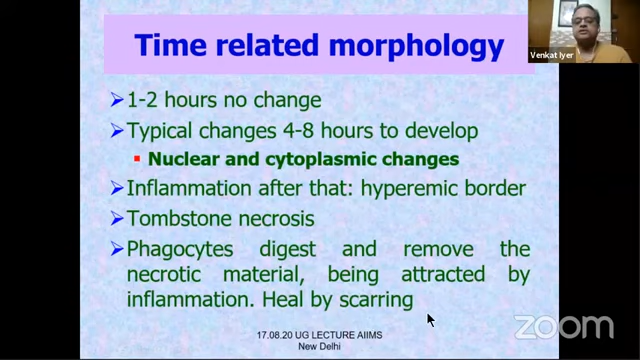 Time related morphology
Venkat Iyer
1-2 hours no change
Typical changes 4-8 hours to develop
Nuclear and cytoplasmic changes
Inflammation after that: hyperemic border
Tombstone necrosis
Phagocytes digest and remove the
necrotic material, being attracted by
inflammation. Heal by scarring
17.08.20 UG LECTURE AIIMS
New Delhi
zoom